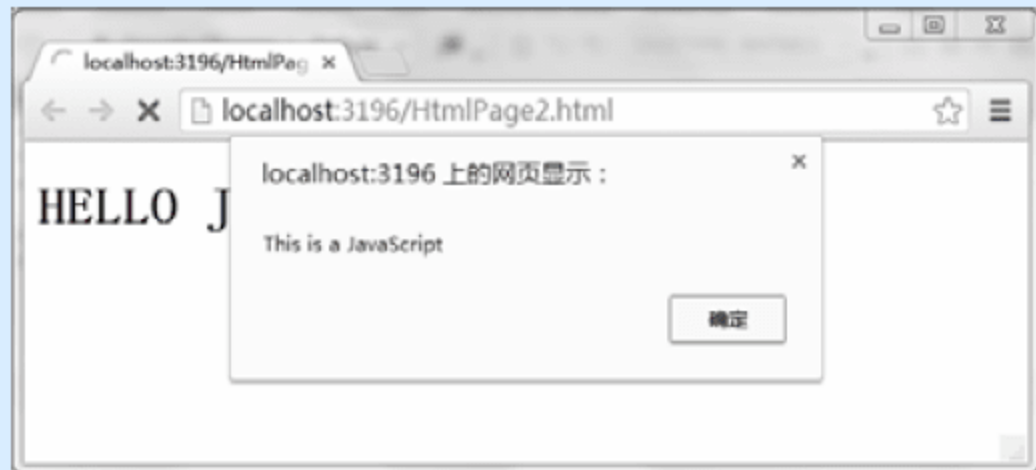 localhost:3196/HtmlPag
localhost:3196/HtmlPage2.html
localhost:3196 上的网页显示：
HELLO J
This is a JavaScript
确定